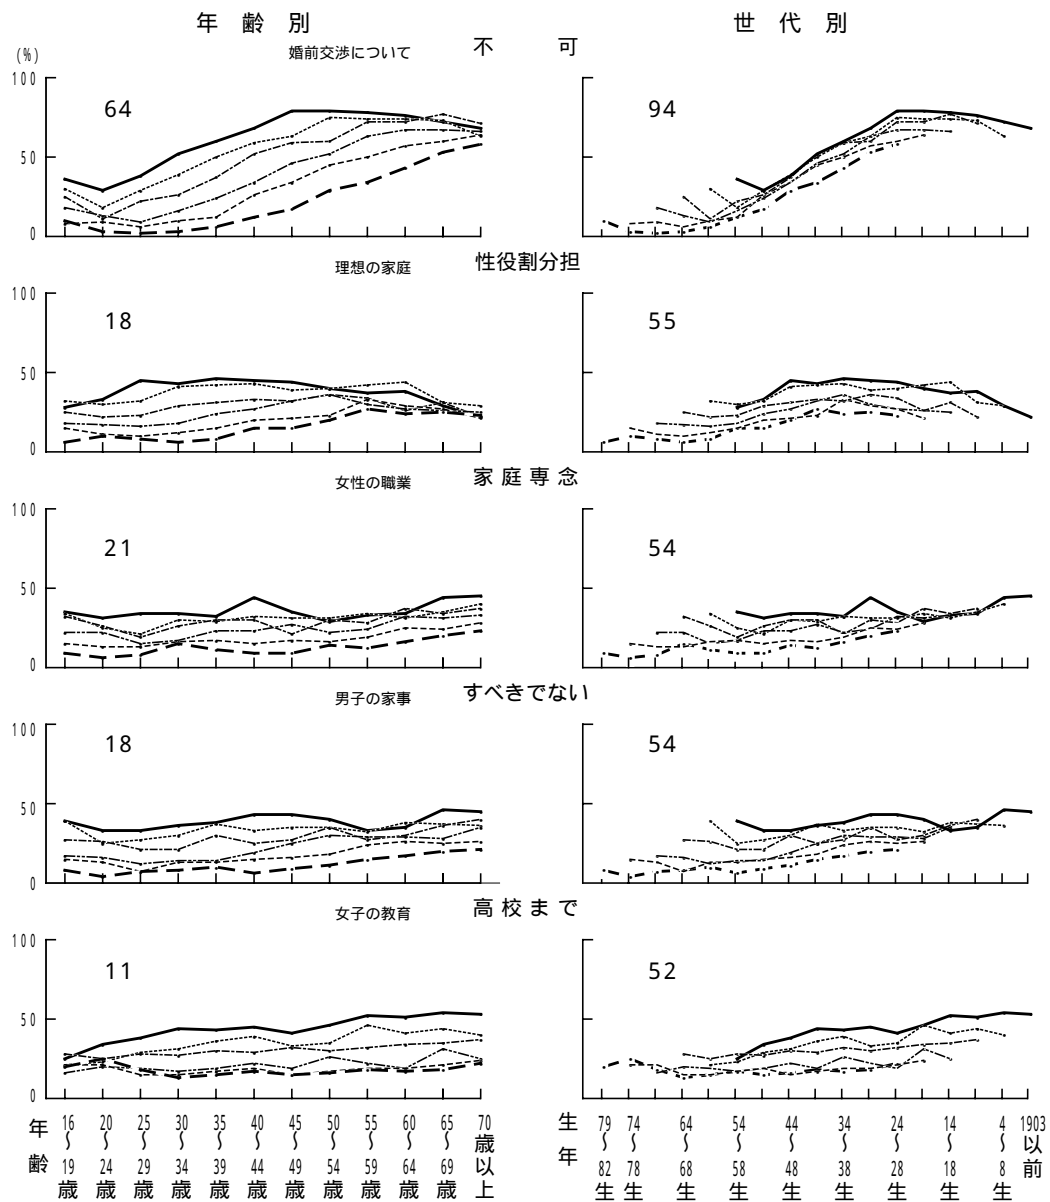 年齢別 世代別
婚前交渉について 不可
(%)
100 64 94
50
0
理想の家庭 性役割分担
100 18 55
50
0
女性の職業 家庭専念
100 21 54
50
0
男子の家事 すべきでない
100 18 54
50
0
女子の教育 高校まで
100 11 52
50
0
年齢 16〜19歳 20〜24歳 25〜29歳 30〜34歳 35〜39歳 40〜44歳 45〜49歳 50〜54歳 55〜59歳 60〜64歳 65〜69歳 70歳以上
生年 79〜82生 74〜78生 64〜68生 54〜58生 44〜48生 34〜38生 24〜28生 14〜18生 4〜8生 1903以前